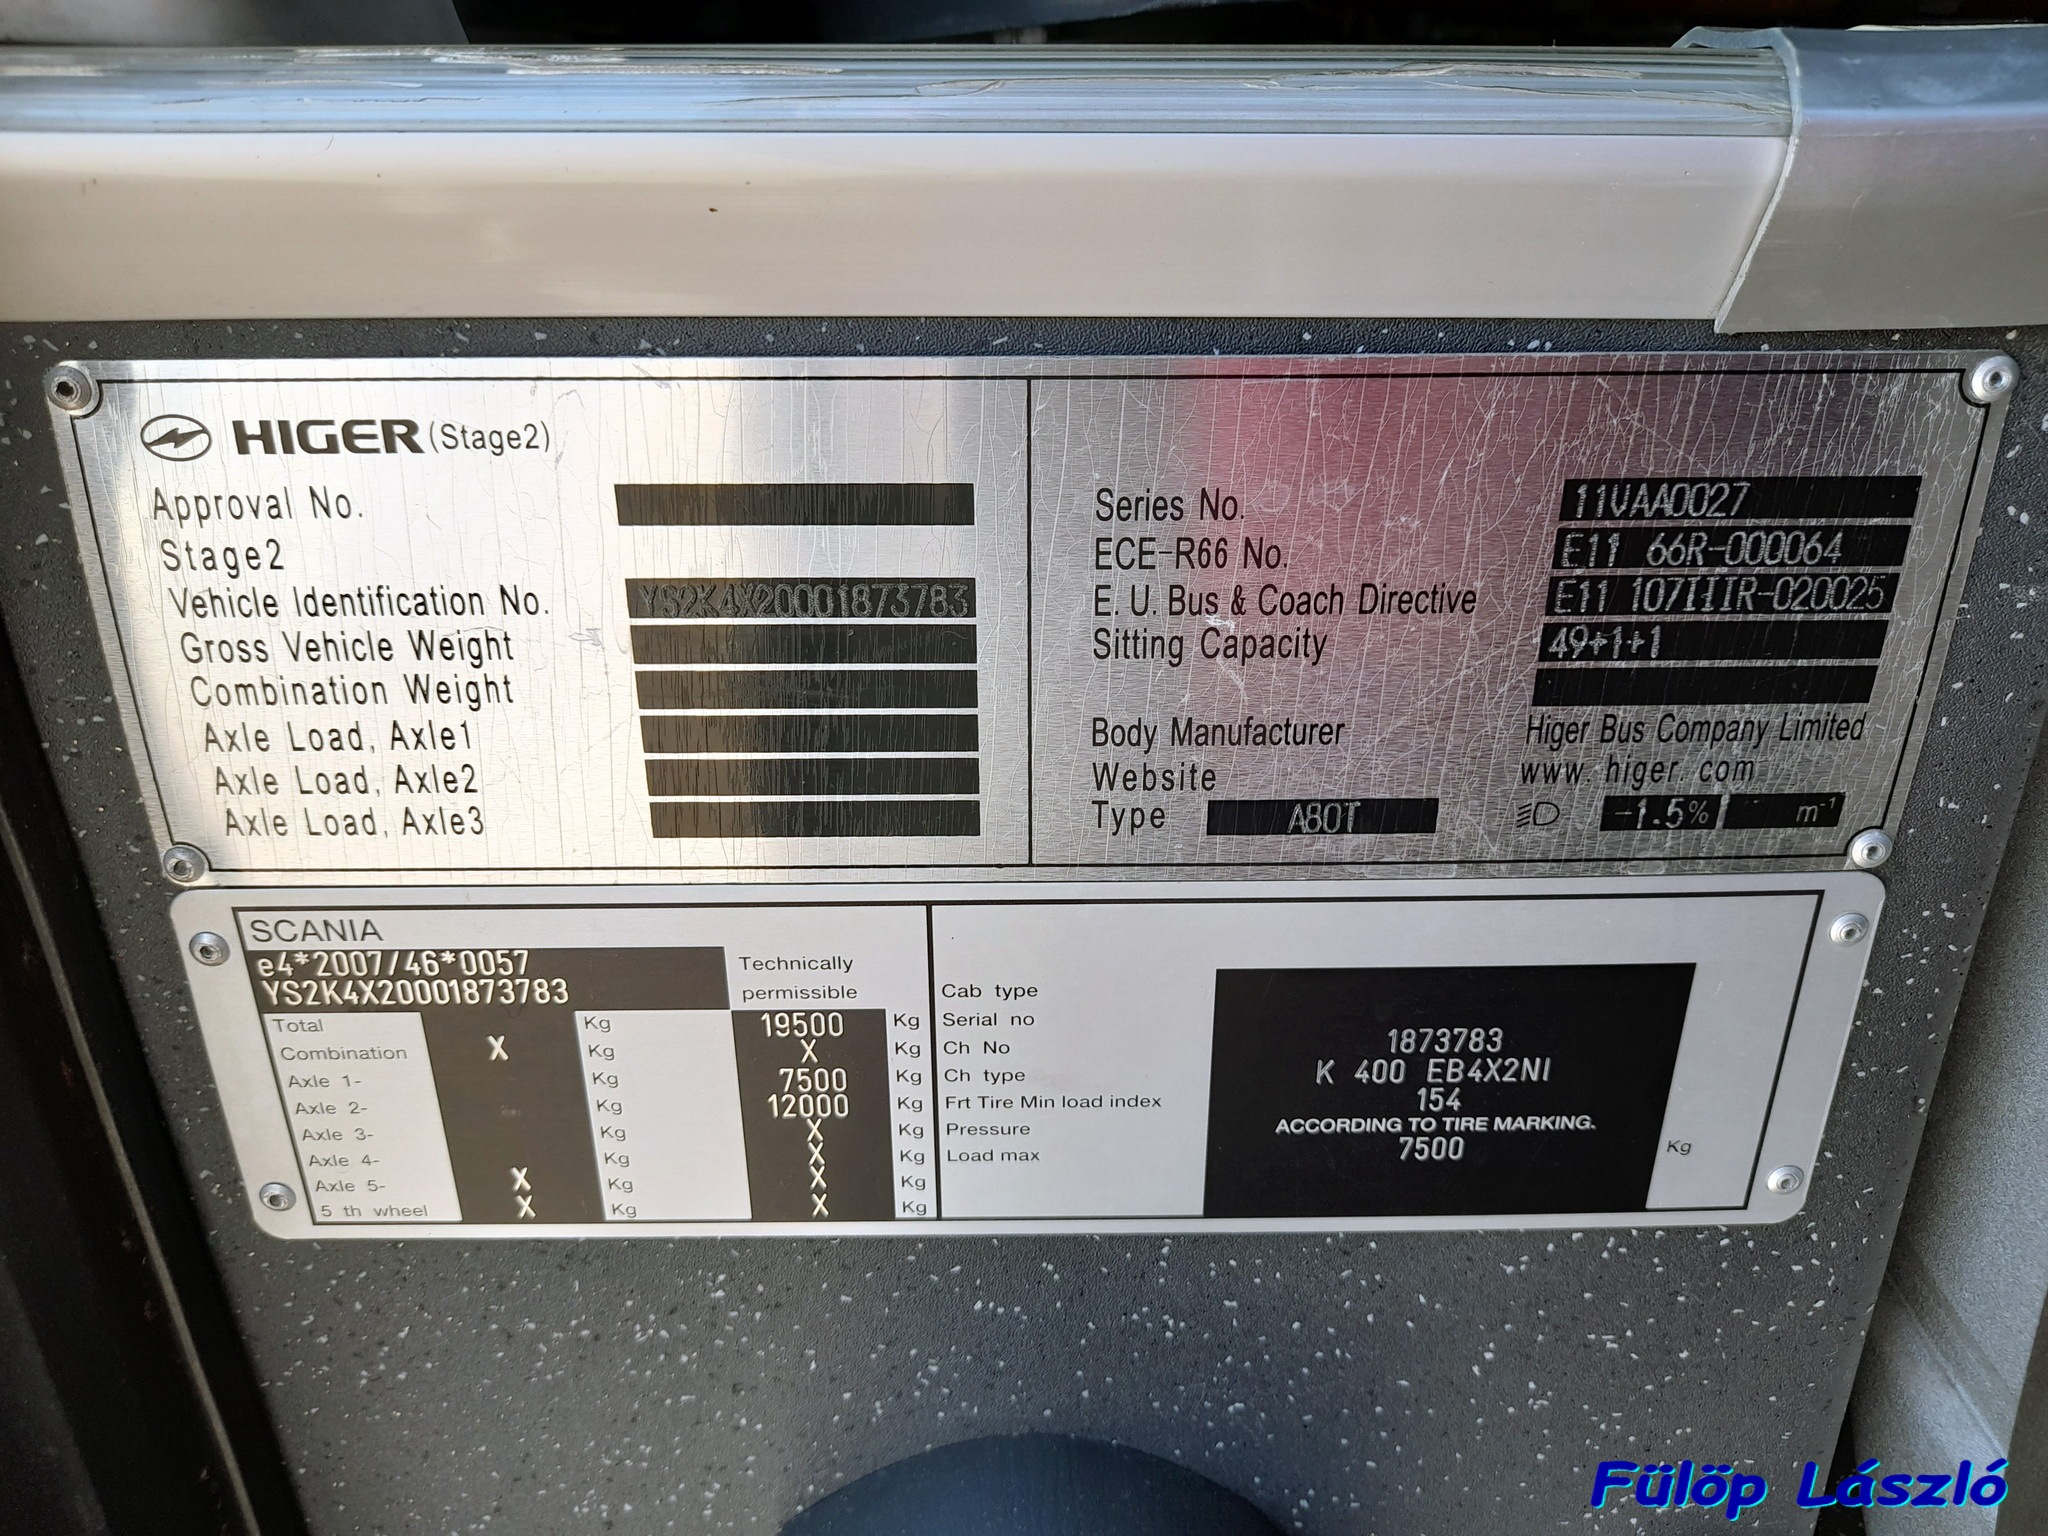 HIGER (Stage2)
Approval No.
Stage2
Vehicle Identification No. YS2K4X20001873783
Gross Vehicle Weight
Combination Weight
Axle Load, Axle1
Axle Load, Axle2
Axle Load, Axle3
Series No. 11VAA0027
ECE-R66 No. E11 66R-000064
E.U. Bus & Coach Directive E11 107IIIR-020025
Sitting Capacity 49+1+1
Body Manufacturer Higer Bus Company Limited
Website www.higer.com
Type A80T -1.5% m⁻¹
SCANIA
e4*2007/46*0057
YS2K4X20001873783
Technically
permissible
Total Kg 19500 Kg
Combination X Kg X Kg
Axle 1- Kg 7500 Kg
Axle 2- Kg 12000 Kg
Axle 3- Kg X Kg
Axle 4- Kg X Kg
Axle 5- X Kg X Kg
5 th wheel X Kg X Kg
Cab type
Serial no
Ch No 1873783
Ch type K 400 EB4X2NI
Frt Tire Min load index 154
Pressure ACCORDING TO TIRE MARKING.
Load max 7500 Kg
Fülöp László